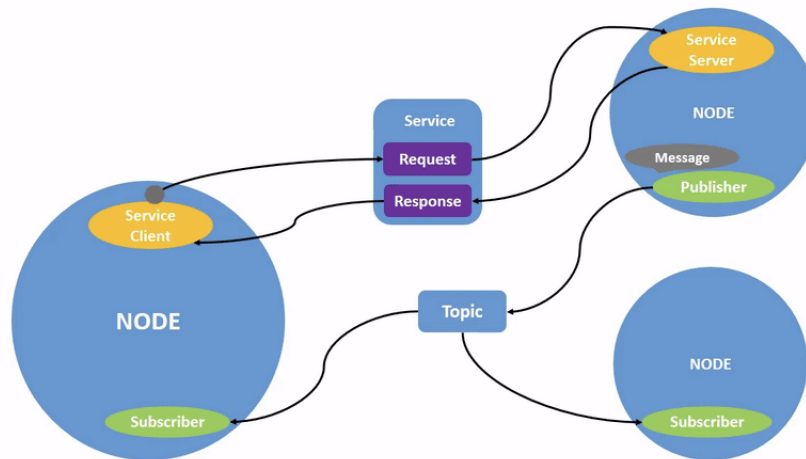 Service
Server
NODE
Message
Publisher
Service
Request
Response
Service
Client
NODE
Subscriber
Topic
NODE
Subscriber